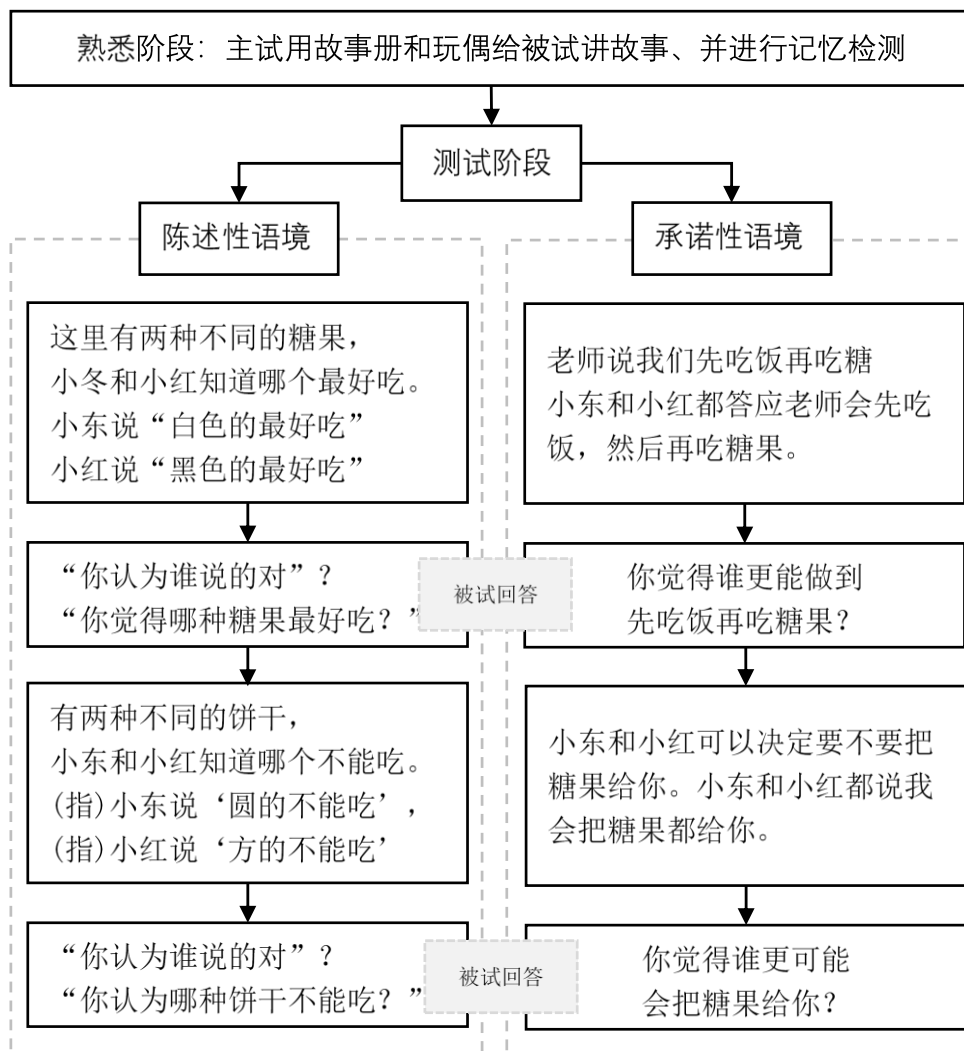 熟悉阶段：主试用故事册和玩偶给被试讲故事、并进行记忆检测
测试阶段
陈述性语境
这里有两种不同的糖果，
小冬和小红知道哪个最好吃。
小东说“白色的最好吃”
小红说“黑色的最好吃”
“你认为谁说的对”？
“你觉得哪种糖果最好吃？”
被试回答
有两种不同的饼干，
小东和小红知道哪个不能吃。
(指)小东说‘圆的不能吃’，
(指)小红说‘方的不能吃’
“你认为谁说的对”？
“你认为哪种饼干不能吃？”
被试回答
承诺性语境
老师说我们先吃饭再吃糖
小东和小红都答应老师会先吃
饭，然后再吃糖果。
你觉得谁更能做到
先吃饭再吃糖果？
小东和小红可以决定要不要把
糖果给你。小东和小红都说我
会把糖果都给你。
你觉得谁更可能
会把糖果给你？